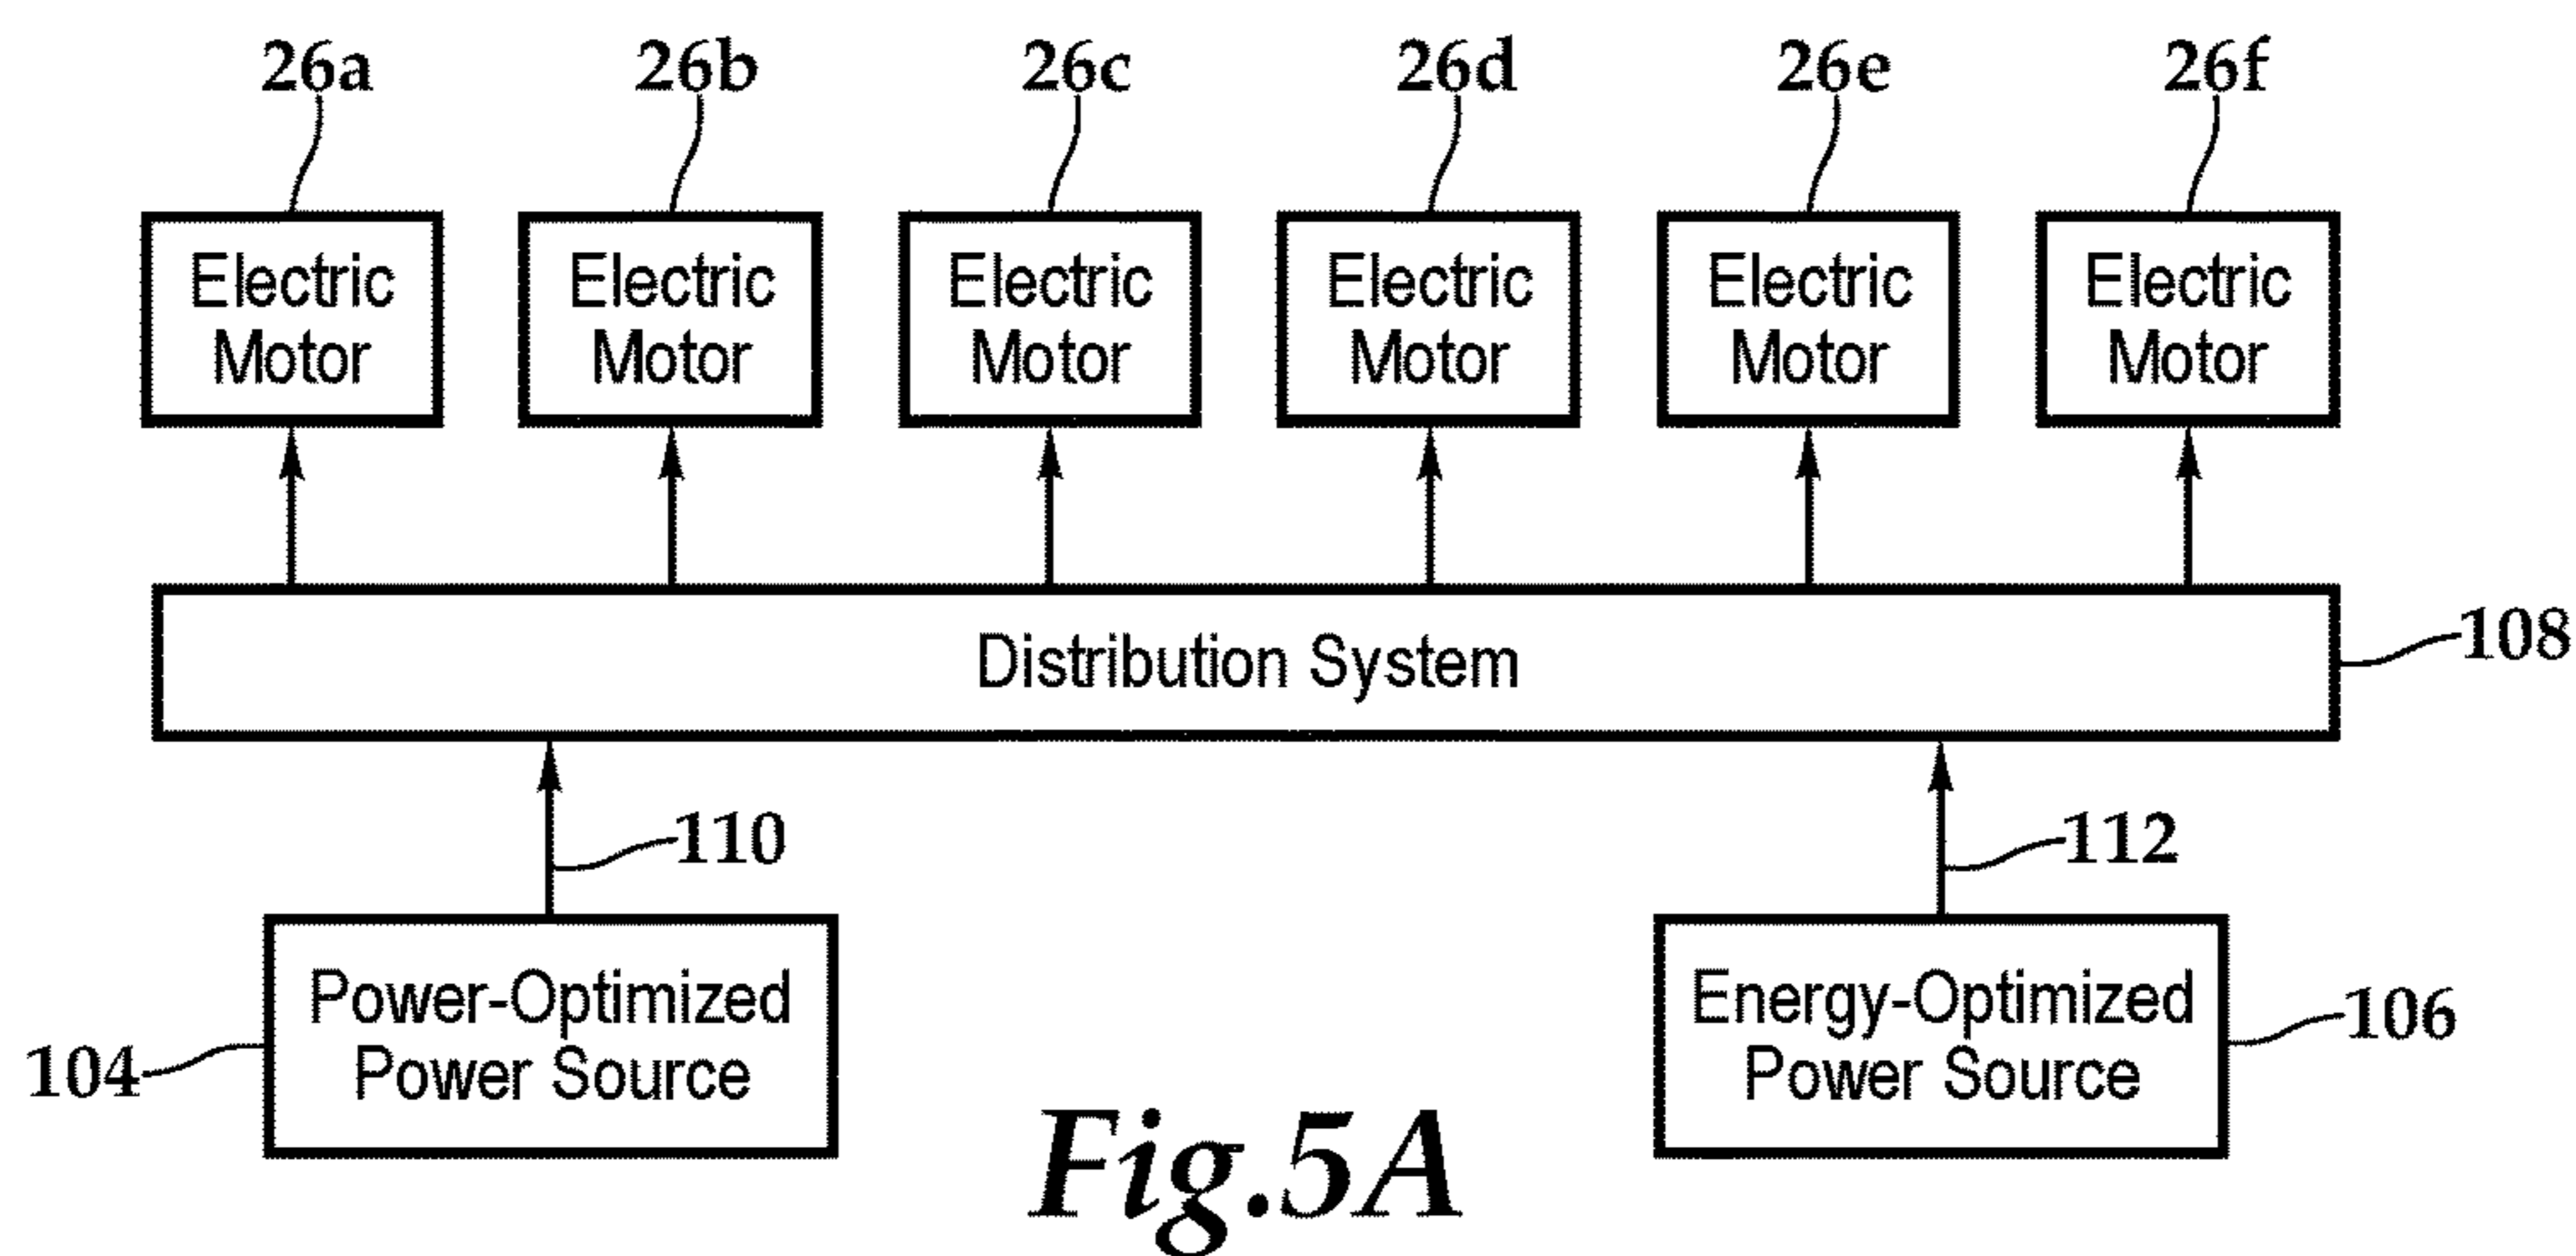 26a 26b 26c 26d 26e 26f
Electric Electric Electric Electric Electric Electric
Motor Motor Motor Motor Motor Motor
Distribution System 108
110 112
Power-Optimized Energy-Optimized 106
104 Power Source Power Source
Fig.5A